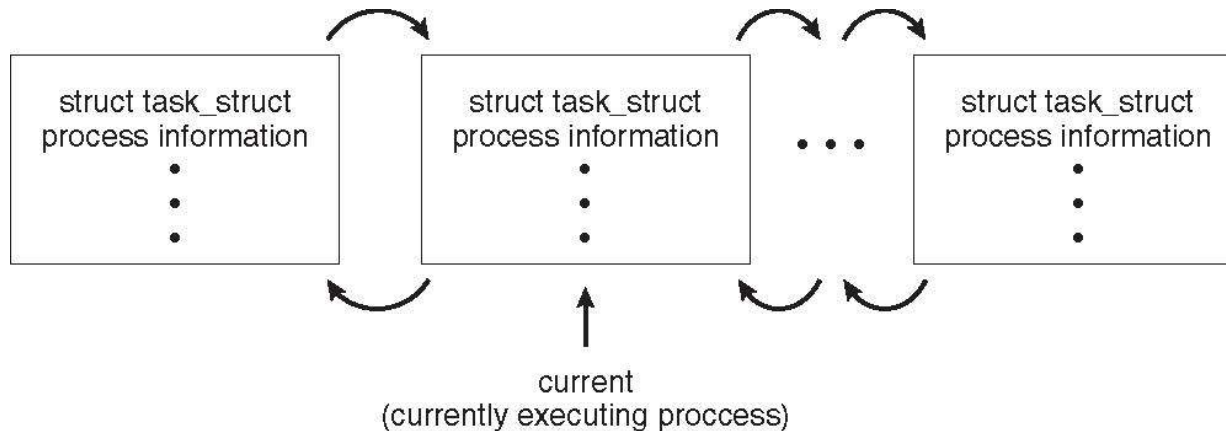 struct task_struct
process information
struct task_struct
process information
struct task_struct
process information
current
(currently executing proccess)